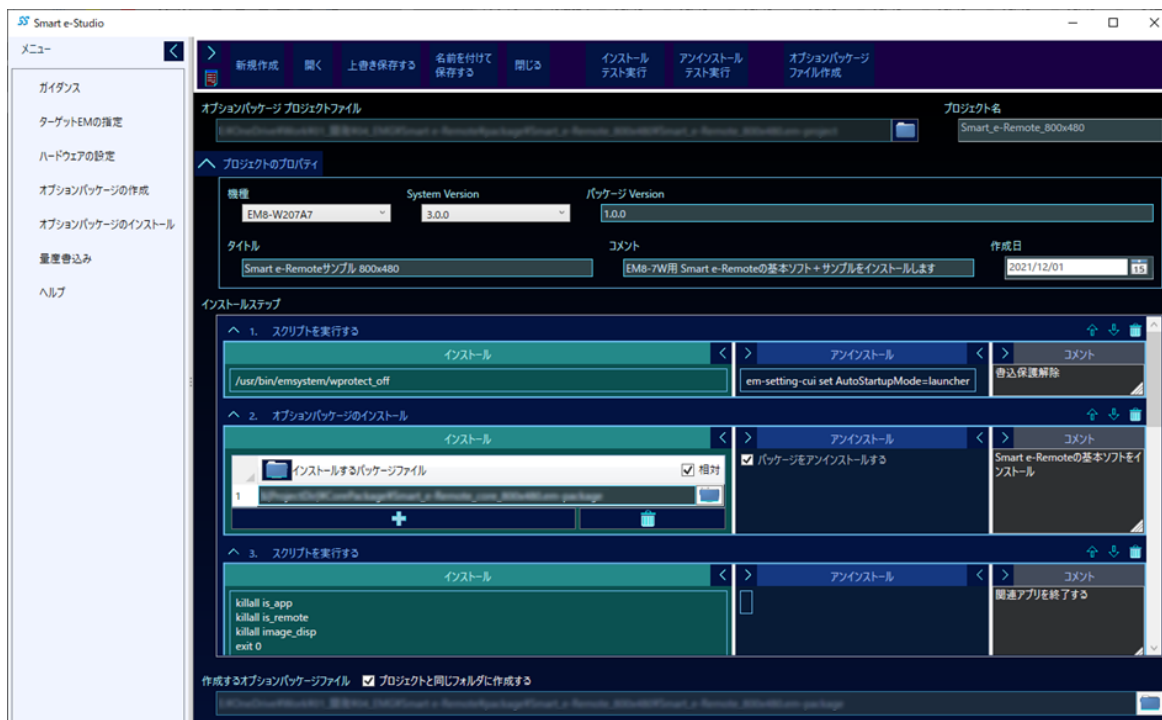 Smart e-Studio
メニュー
ガイダンス
ターゲットEMの指定
ハードウェアの設定
オプションパッケージの作成
オプションパッケージのインストール
量産書込み
ヘルプ
新規作成
開く
上書き保存する
名前を付けて
保存する
閉じる
インストール
テスト実行
アンインストール
テスト実行
オプションパッケージ
ファイル作成
オプションパッケージ プロジェクトファイル
プロジェクト名
Smart_e-Remote_800x480
プロジェクトのプロパティ
機種
System Version
パッケージ Version
EM8-W207A7
3.0.0
1.0.0
タイトル
コメント
作成日
Smart e-Remoteサンプル 800x480
EM8-7W用 Smart e-Remoteの基本ソフト+サンプルをインストールします
2021/12/01
15
インストールステップ
1. スクリプトを実行する
インストール
アンインストール
コメント
/usr/bin/emsystem/wprotect_off
em-setting-cui set AutoStartupMode=launcher
書込保護解除
2. オプションパッケージのインストール
インストール
アンインストール
コメント
インストールするパッケージファイル
相対
パッケージをアンインストールする
Smart e-Remoteの基本ソフトをイ
ンストール
1
3. スクリプトを実行する
インストール
アンインストール
コメント
killall is_app
killall is_remote
killall image_disp
exit 0
関連アプリを終了する
作成するオプションパッケージファイル
プロジェクトと同じフォルダに作成する